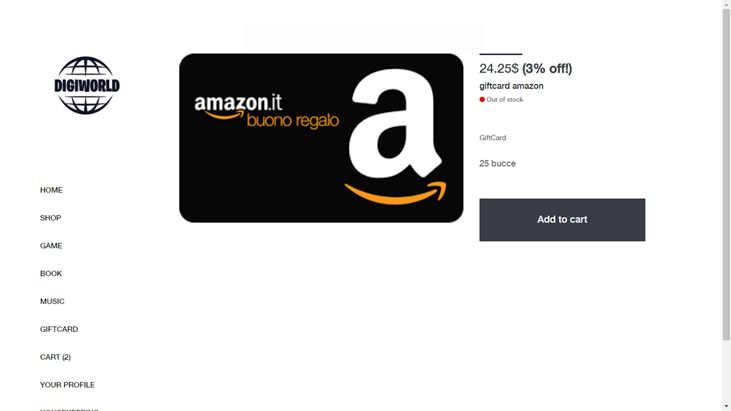 DIGIWORLD
HOME
SHOP
GAME
BOOK
MUSIC
GIFTCARD
CART (2)
YOUR PROFILE
amazon.it
buono regalo
a
24.25$ (3% off!)
giftcard amazon
Out of stock
GiftCard
25 bucce
Add to cart